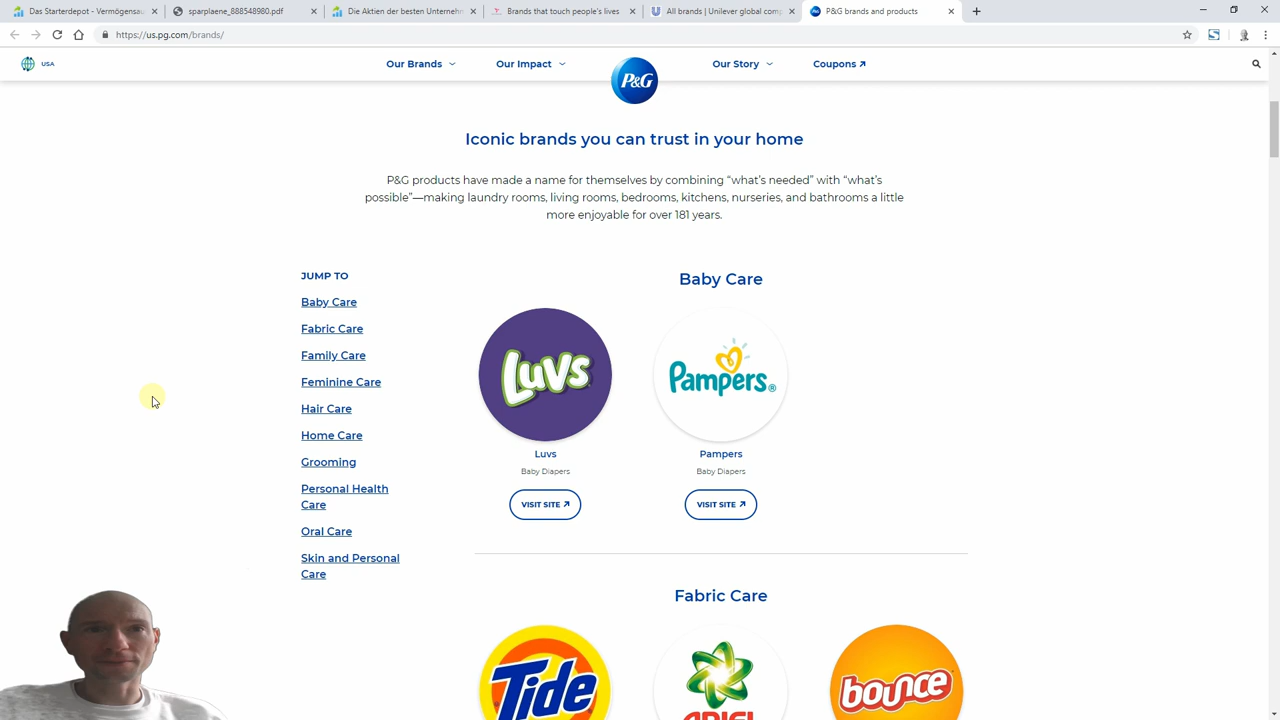 Das Starterdepot - Vermögensau
sparplaene_888548980.pdf
Die Aktien der besten Unternehm
Brands that touch people's lives
All brands | Unilever global comp
P&G brands and products
https://us.pg.com/brands/
USA
Our Brands
Our Impact
P&G
Our Story
Coupons
Iconic brands you can trust in your home
P&G products have made a name for themselves by combining “what’s needed” with “what’s
possible”—making laundry rooms, living rooms, bedrooms, kitchens, nurseries, and bathrooms a little
more enjoyable for over 181 years.
JUMP TO
Baby Care
Fabric Care
Family Care
Feminine Care
Hair Care
Home Care
Grooming
Personal Health
Care
Oral Care
Skin and Personal
Care
Baby Care
Luvs
Pampers®
Luvs
Pampers
Baby Diapers
Baby Diapers
VISIT SITE
VISIT SITE
Fabric Care
Tide
ARIEL
bounce